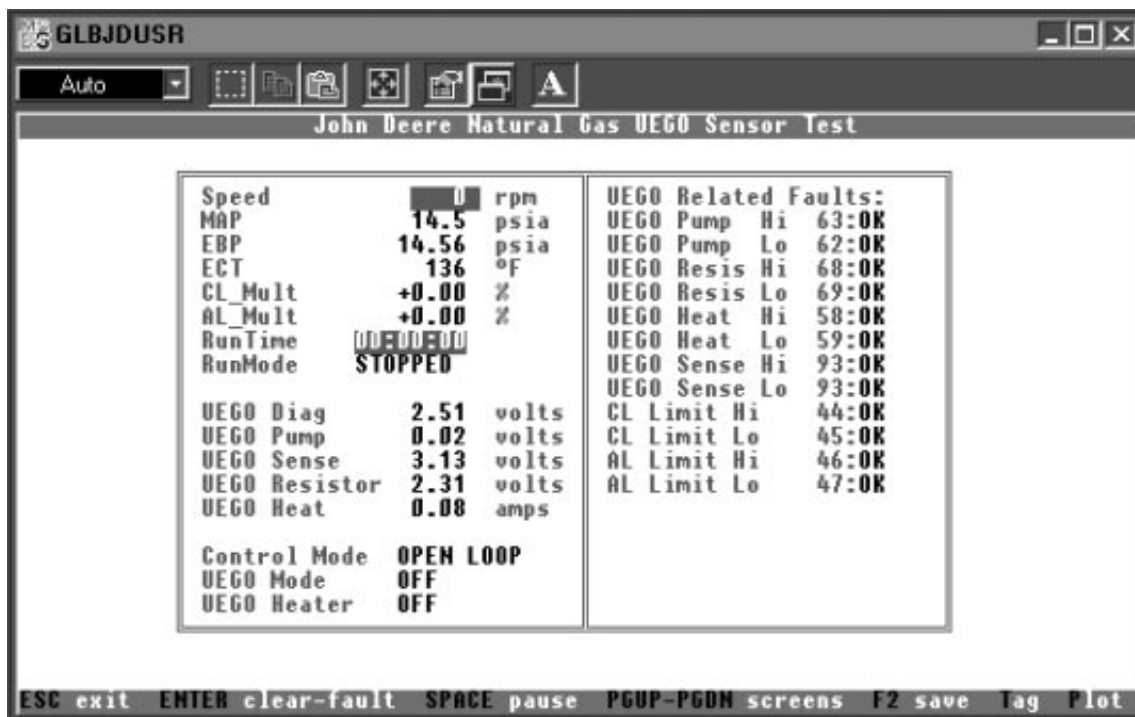 GLBJDUSR
Auto
A
John Deere Natural Gas UEGO Sensor Test
Speed 0 rpm
MAP 14.5 psia
EBP 14.56 psia
ECT 136 °F
CL_Mult +0.00 %
AL_Mult +0.00 %
RunTime 00:00:00
RunMode STOPPED
UEGO Diag 2.51 volts
UEGO Pump 0.02 volts
UEGO Sense 3.13 volts
UEGO Resistor 2.31 volts
UEGO Heat 0.08 amps
Control Mode OPEN LOOP
UEGO Mode OFF
UEGO Heater OFF
UEGO Related Faults:
UEGO Pump Hi 63:OK
UEGO Pump Lo 62:OK
UEGO Resis Hi 68:OK
UEGO Resis Lo 69:OK
UEGO Heat Hi 58:OK
UEGO Heat Lo 59:OK
UEGO Sense Hi 93:OK
UEGO Sense Lo 93:OK
CL Limit Hi 44:OK
CL Limit Lo 45:OK
AL Limit Hi 46:OK
AL Limit Lo 47:OK
ESC exit ENTER clear-fault SPACE pause PGUP-PGDN screens F2 save Tag Plot